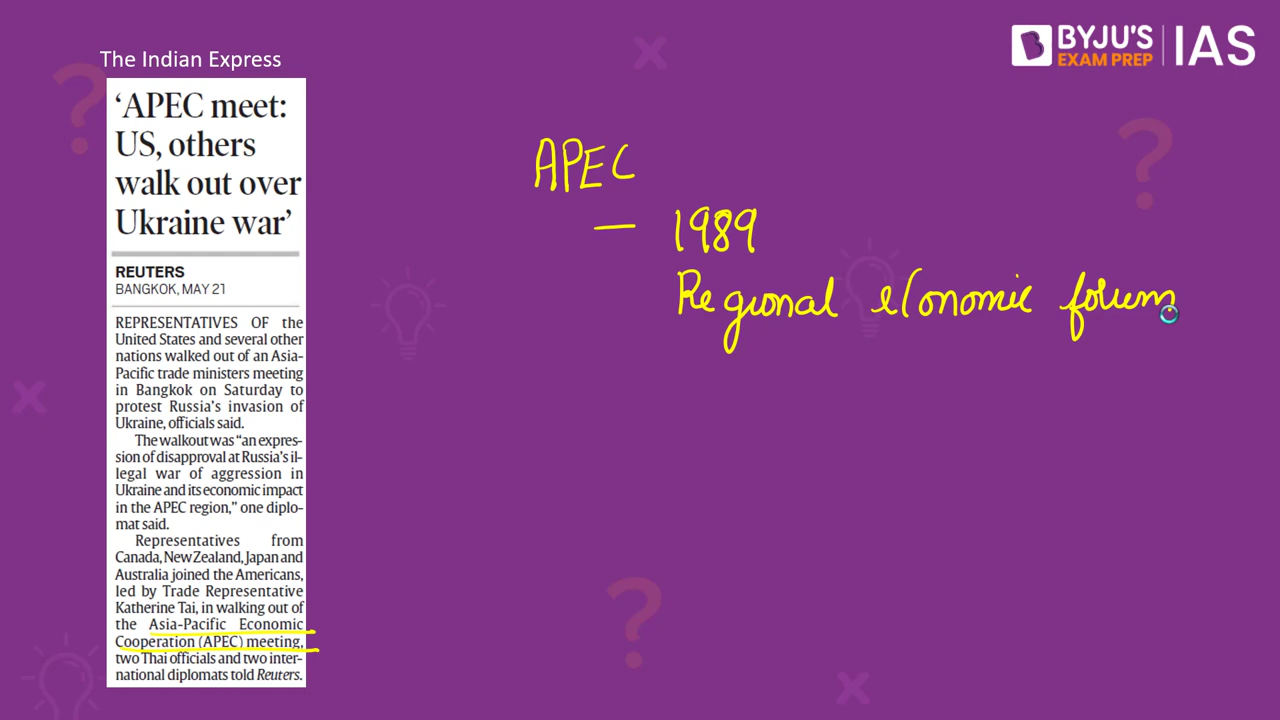 The Indian Express
BYJU'S
EXAM PREP
IAS
'APEC meet:
US, others
walk out over
Ukraine war'
REUTERS
BANGKOK, MAY 21
REPRESENTATIVES OF the
United States and several other
nations walked out of an Asia-
Pacific trade ministers meeting
in Bangkok on Saturday to
protest Russia's invasion of
Ukraine, officials said.
The walkout was "an expres-
sion of disapproval at Russia's il-
legal war of aggression in
Ukraine and its economic impact
in the APEC region," one diplo-
mat said.
Representatives from
Canada, New Zealand, Japan and
Australia joined the Americans,
led by Trade Representative
Katherine Tai, in walking out of
the Asia-Pacific Economic
Cooperation (APEC) meeting,
two Thai officials and two inter-
national diplomats told Reuters.
APEC
— 1989
Regional economic forum